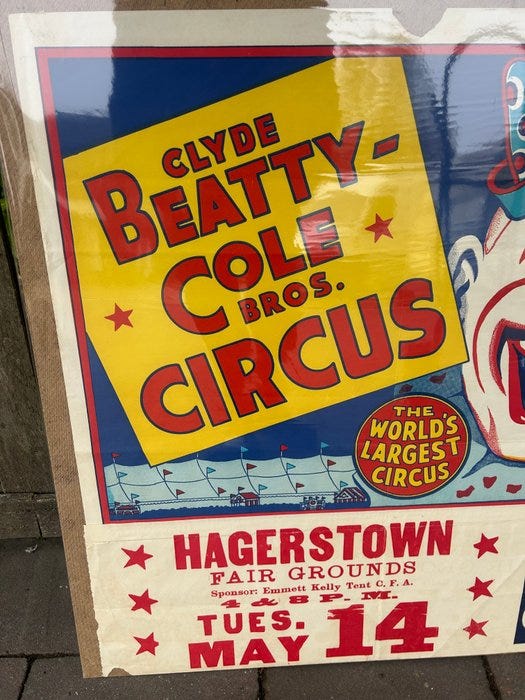 CLYDE
BEATTY-
COLE
BROS.
CIRCUS
THE
WORLD'S
LARGEST
CIRCUS
HAGERSTOWN
FAIR GROUNDS
Sponsor: Emmett Kelly Tent C. F. A.
4 & 8 P. M.
TUES.
MAY 14